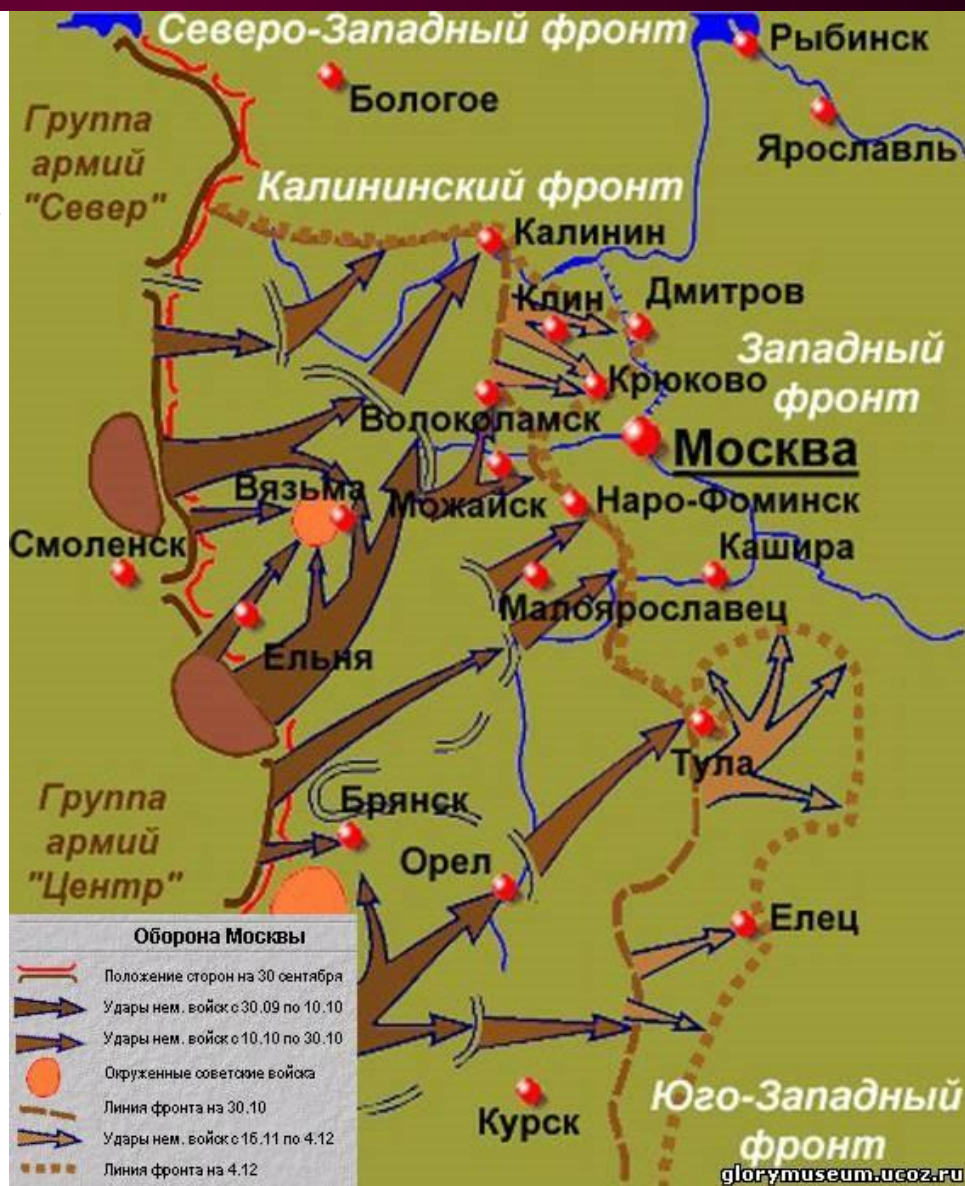 Северо-Западный фронт
Рыбинск
Бологое
Ярославль
Группа
армий
"Север"
Калининский фронт
Калинин
Клин
Дмитров
Западный
фронт
Крюково
Волоколамск
Москва
Вязьма
Можайск
Наро-Фоминск
Смоленск
Кашира
Малоярославец
Ельня
Тула
Группа
армий
"Центр"
Брянск
Орел
Елец
Оборона Москвы
Положение сторон на 30 сентября
Удары нем. войск с 30.09 по 10.10
Удары нем. войск с 10.10 по 30.10
Окруженные советские войска
Линия фронта на 30.10
Удары нем. войск с 16.11 по 4.12
Линия фронта на 4.12
Курск
Юго-Западный
фронт
glorymuseum.ucoz.ru